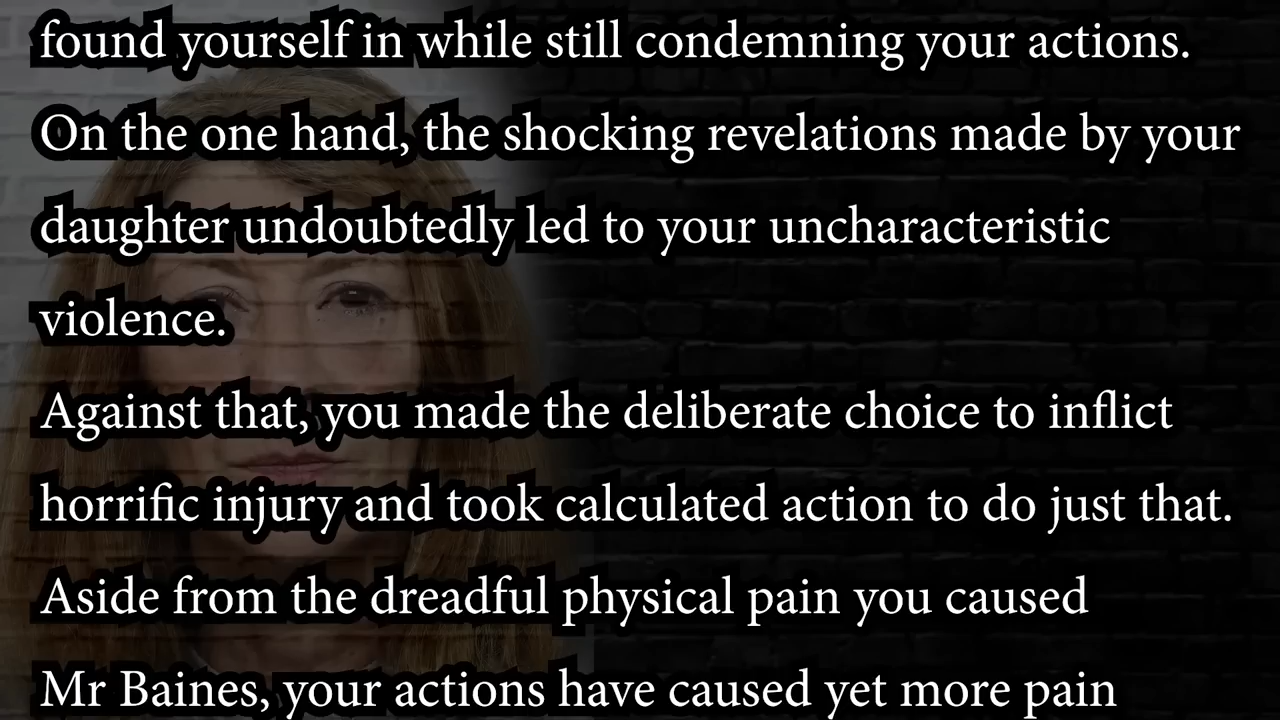 found yourself in while still condemning your actions.
On the one hand, the shocking revelations made by your
daughter undoubtedly led to your uncharacteristic
violence.
Against that, you made the deliberate choice to inflict
horrific injury and took calculated action to do just that.
Aside from the dreadful physical pain you caused
Mr Baines, your actions have caused yet more pain